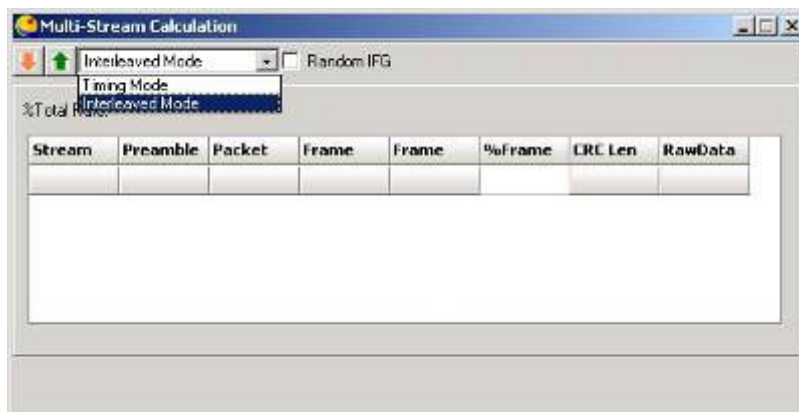 Multi-Stream Calculation
Interleaved Mode Random IFG
Timing Mode
Interleaved Mode
%Total
Stream Preamble Packet Frame Frame %Frame CRC Len RawData